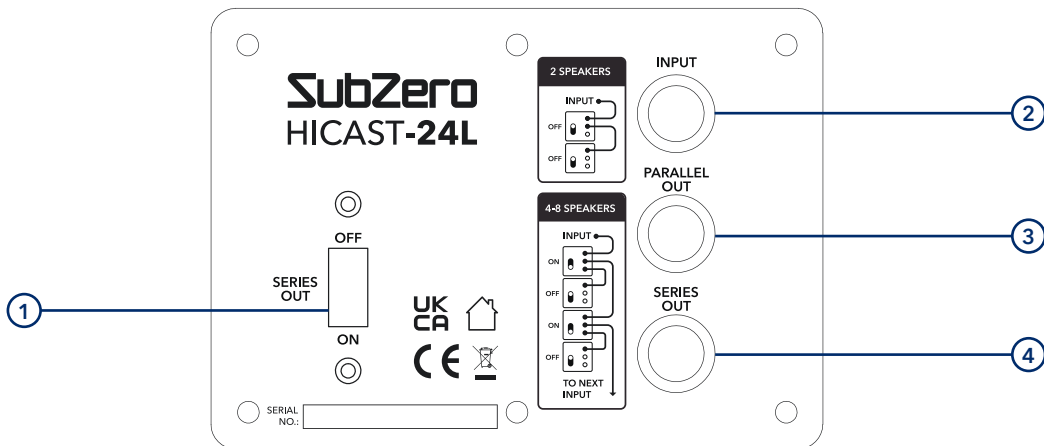 SubZero
HICAST-24L
OFF
SERIES
OUT
ON
1
UK
CA
CE
SERIAL
NO.:
2 SPEAKERS
INPUT
OFF
OFF
4-8 SPEAKERS
INPUT
ON
OFF
ON
OFF
TO NEXT
INPUT
INPUT
2
PARALLEL
OUT
3
SERIES
OUT
4